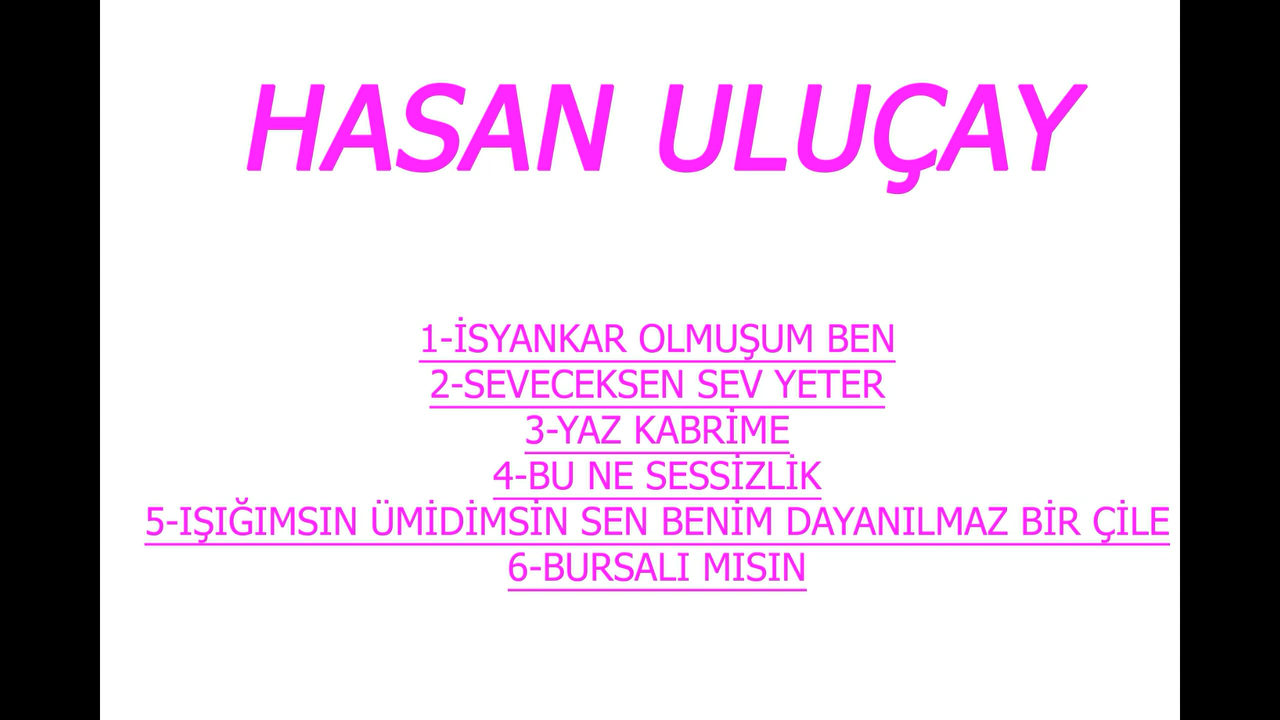 HASAN ULUÇAY
1-İSYANKAR OLMUŞUM BEN
2-SEVECEKSEN SEV YETER
3-YAZ KABRİME
4-BU NE SESSİZLİK
5-IŞIĞIMSIN ÜMİDİMSİN SEN BENİM DAYANILMAZ BİR ÇİLE
6-BURSALI MISIN